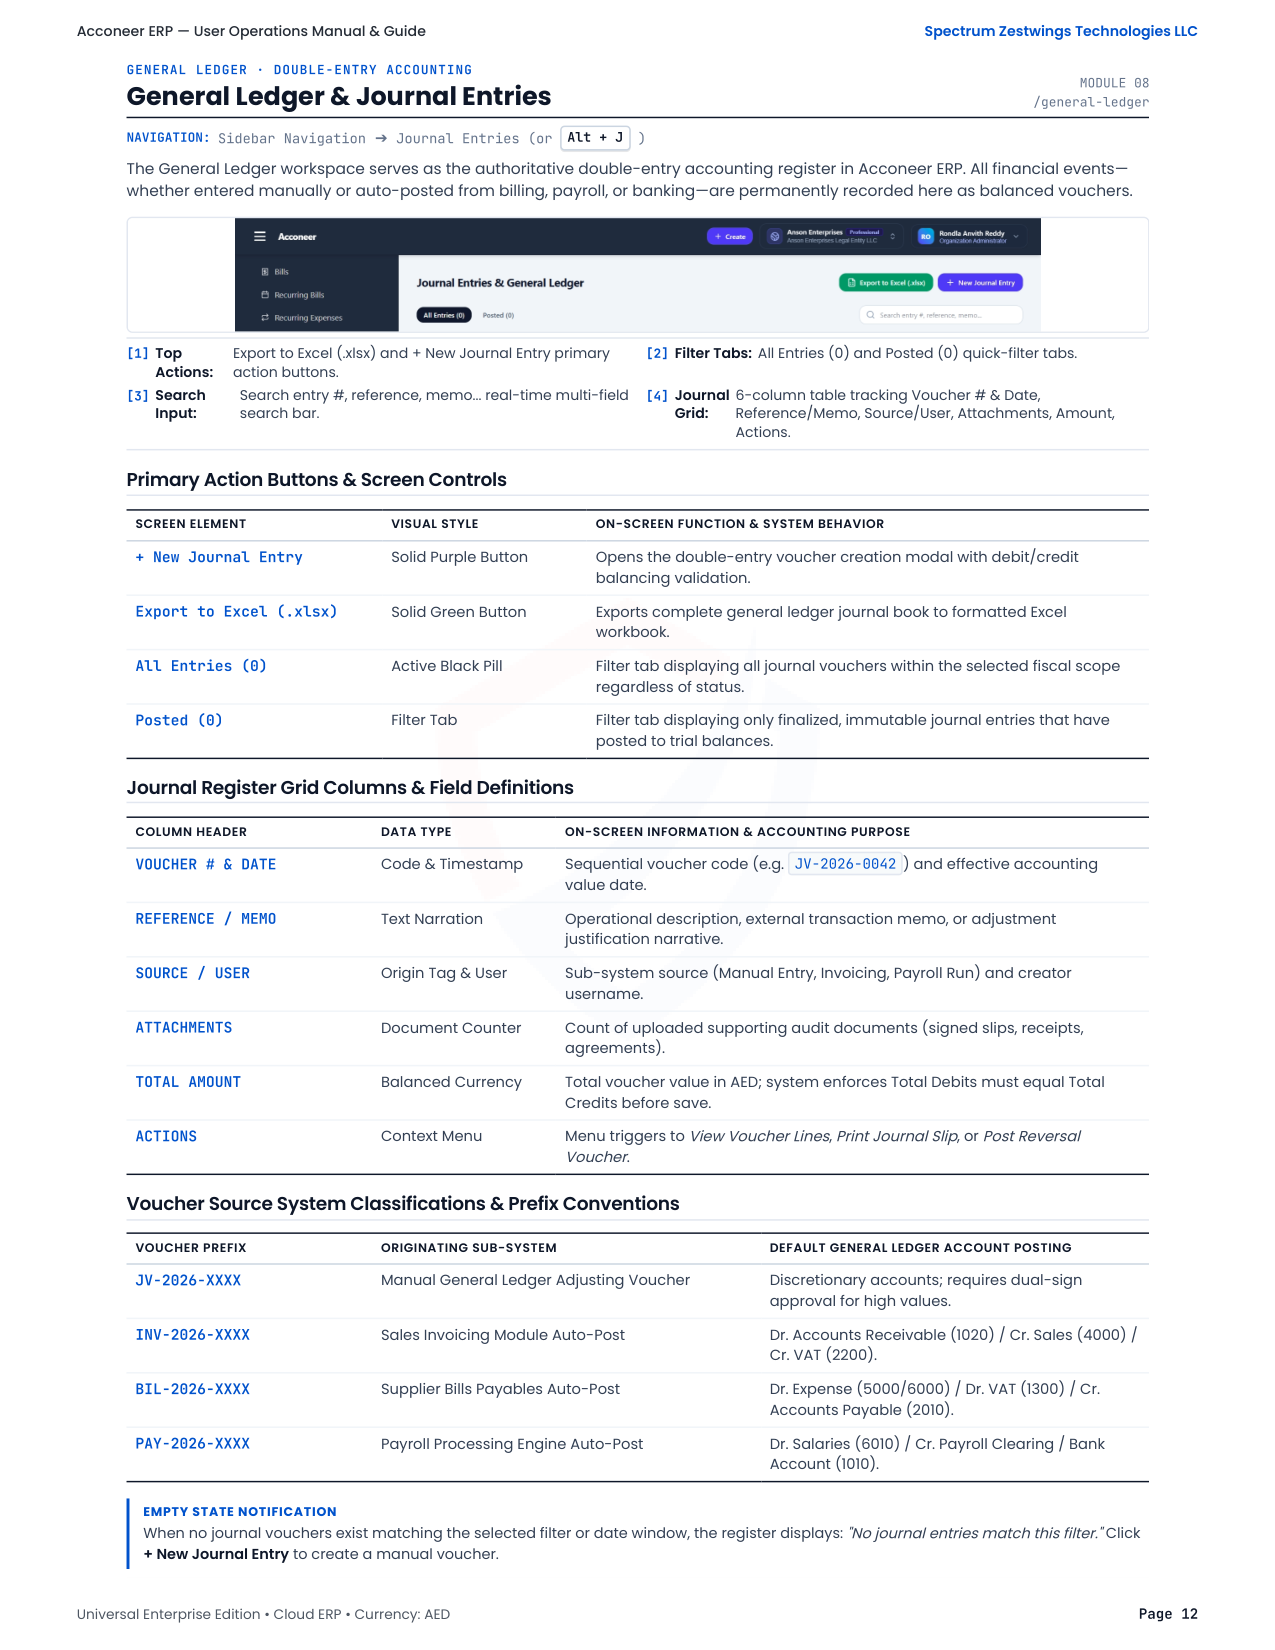 Acconeer ERP — User Operations Manual & Guide
Spectrum Zestwings Technologies LLC
GENERAL LEDGER · DOUBLE-ENTRY ACCOUNTING
General Ledger & Journal Entries
MODULE 08
/general-ledger
NAVIGATION: Sidebar Navigation ➔ Journal Entries (or Alt + J )
The General Ledger workspace serves as the authoritative double-entry accounting register in Acconeer ERP. All financial events—
whether entered manually or auto-posted from billing, payroll, or banking—are permanently recorded here as balanced vouchers.
Acconeer
+ Create
Anson Enterprises Professional
Anson Enterprises Legal Entity LLC
RO
Rondla Anvith Reddy
Organization Administrator
Bills
Recurring Bills
Recurring Expenses
Journal Entries & General Ledger
Export to Excel (.xlsx)
+ New Journal Entry
All Entries (0)
Posted (0)
Search entry #, reference, memo...
[1] Top Actions: Export to Excel (.xlsx) and + New Journal Entry primary
action buttons.
[2] Filter Tabs: All Entries (0) and Posted (0) quick-filter tabs.
[3] Search Input: Search entry #, reference, memo... real-time multi-field
search bar.
[4] Journal Grid: 6-column table tracking Voucher # & Date,
Reference/Memo, Source/User, Attachments, Amount,
Actions.
Primary Action Buttons & Screen Controls
SCREEN ELEMENT VISUAL STYLE ON-SCREEN FUNCTION & SYSTEM BEHAVIOR
+ New Journal Entry Solid Purple Button Opens the double-entry voucher creation modal with debit/credit
balancing validation.
Export to Excel (.xlsx) Solid Green Button Exports complete general ledger journal book to formatted Excel
workbook.
All Entries (0) Active Black Pill Filter tab displaying all journal vouchers within the selected fiscal scope
regardless of status.
Posted (0) Filter Tab Filter tab displaying only finalized, immutable journal entries that have
posted to trial balances.
Journal Register Grid Columns & Field Definitions
COLUMN HEADER DATA TYPE ON-SCREEN INFORMATION & ACCOUNTING PURPOSE
VOUCHER # & DATE Code & Timestamp Sequential voucher code (e.g. JV-2026-0042 ) and effective accounting
value date.
REFERENCE / MEMO Text Narration Operational description, external transaction memo, or adjustment
justification narrative.
SOURCE / USER Origin Tag & User Sub-system source (Manual Entry, Invoicing, Payroll Run) and creator
username.
ATTACHMENTS Document Counter Count of uploaded supporting audit documents (signed slips, receipts,
agreements).
TOTAL AMOUNT Balanced Currency Total voucher value in AED; system enforces Total Debits must equal Total
Credits before save.
ACTIONS Context Menu Menu triggers to View Voucher Lines, Print Journal Slip, or Post Reversal
Voucher.
Voucher Source System Classifications & Prefix Conventions
VOUCHER PREFIX ORIGINATING SUB-SYSTEM DEFAULT GENERAL LEDGER ACCOUNT POSTING
JV-2026-XXXX Manual General Ledger Adjusting Voucher Discretionary accounts; requires dual-sign
approval for high values.
INV-2026-XXXX Sales Invoicing Module Auto-Post Dr. Accounts Receivable (1020) / Cr. Sales (4000) /
Cr. VAT (2200).
BIL-2026-XXXX Supplier Bills Payables Auto-Post Dr. Expense (5000/6000) / Dr. VAT (1300) / Cr.
Accounts Payable (2010).
PAY-2026-XXXX Payroll Processing Engine Auto-Post Dr. Salaries (6010) / Cr. Payroll Clearing / Bank
Account (1010).
EMPTY STATE NOTIFICATION
When no journal vouchers exist matching the selected filter or date window, the register displays: "No journal entries match this filter." Click
+ New Journal Entry to create a manual voucher.
Universal Enterprise Edition • Cloud ERP • Currency: AED
Page 12